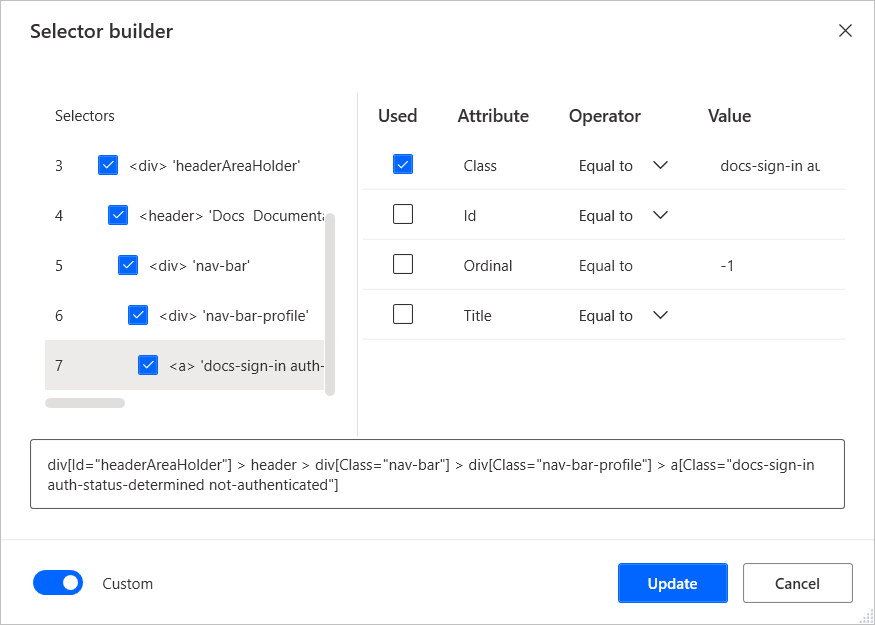 Selector builder
Selectors
Used Attribute Operator Value
3 <div> 'headerAreaHolder'
Class Equal to docs-sign-in au
4 <header> 'Docs Documenta
Id Equal to
5 <div> 'nav-bar'
Ordinal Equal to -1
6 <div> 'nav-bar-profile'
Title Equal to
7 <a> 'docs-sign-in auth-
div[Id="headerAreaHolder"] > header > div[Class="nav-bar"] > div[Class="nav-bar-profile"] > a[Class="docs-sign-in
auth-status-determined not-authenticated"]
Custom
Update
Cancel